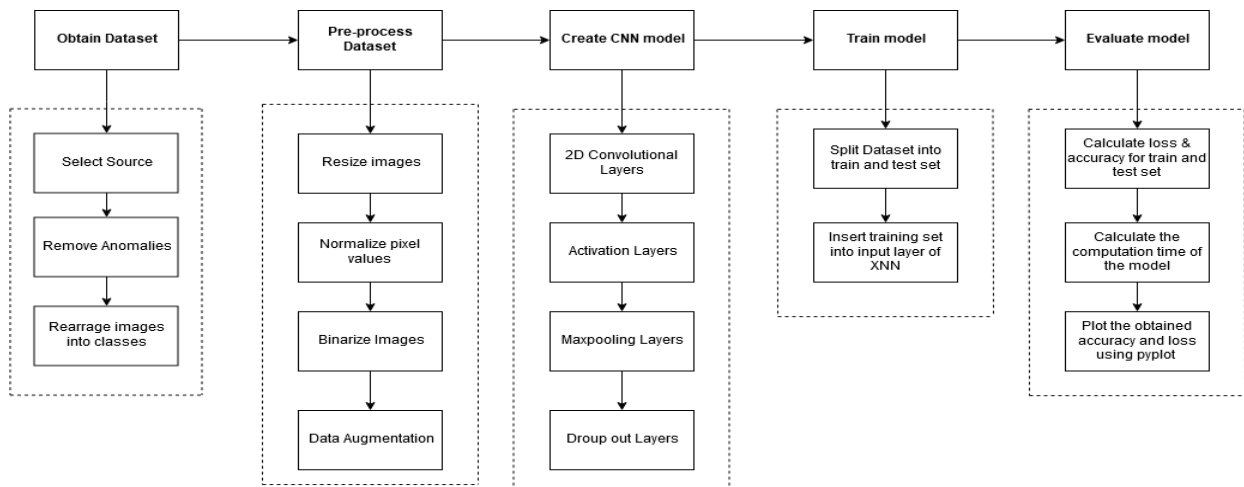 Obtain Dataset
Pre-process
Dataset
Create CNN model
Train model
Evaluate model
Select Source
Remove Anomalies
Rearrage images
into classes
Resize images
Normalize pixel
values
Binarize Images
Data Augmentation
2D Convolutional
Layers
Activation Layers
Maxpooling Layers
Droup out Layers
Split Dataset into
train and test set
Insert training set
into input layer of
XNN
Calculate loss &
accuracy for train and
test set
Calculate the
computation time of
the model
Plot the obtained
accuracy and loss
using pyplot